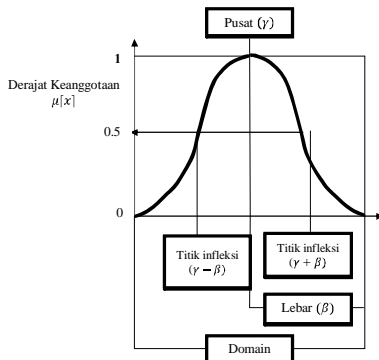 Pusat (γ)
1
Derajat Keanggotaan
μ[x]
0.5
0
Titik infleksi
(γ − β)
Titik infleksi
(γ + β)
Lebar (β)
Domain